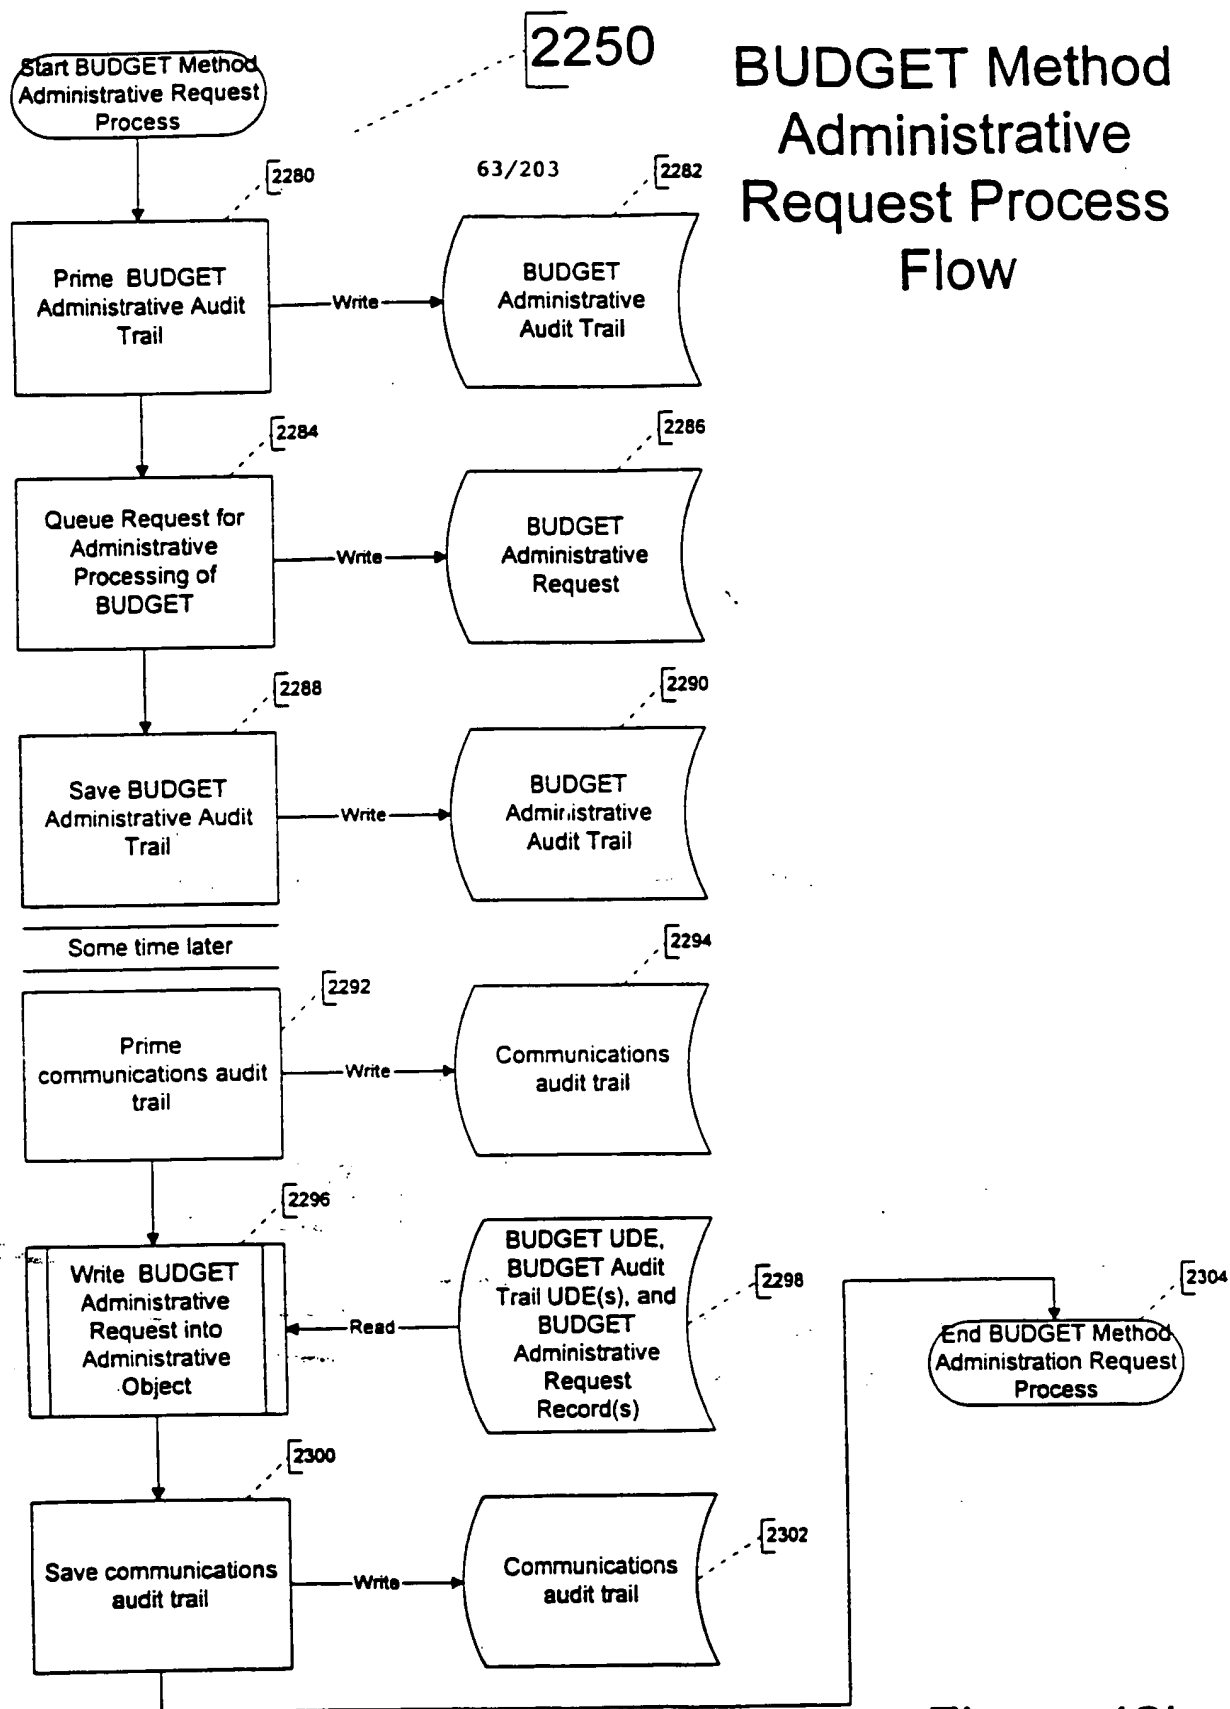 2250
BUDGET Method
Administrative
Request Process
Flow
Start BUDGET Method
Administrative Request
Process
63/203
2280
2282
Prime BUDGET
Administrative Audit
Trail
Write
BUDGET
Administrative
Audit Trail
2284
2286
Queue Request for
Administrative
Processing of
BUDGET
Write
BUDGET
Administrative
Request
2288
2290
Save BUDGET
Administrative Audit
Trail
Write
BUDGET
Administrative
Audit Trail
Some time later
2292
2294
Prime
communications audit
trail
Write
Communications
audit trail
2296
2298
Write BUDGET
Administrative
Request into
Administrative
Object
Read
BUDGET UDE,
BUDGET Audit
Trail UDE(s), and
BUDGET
Administrative
Request
Record(s)
2304
End BUDGET Method
Administration Request
Process
2300
2302
Save communications
audit trail
Write
Communications
audit trail